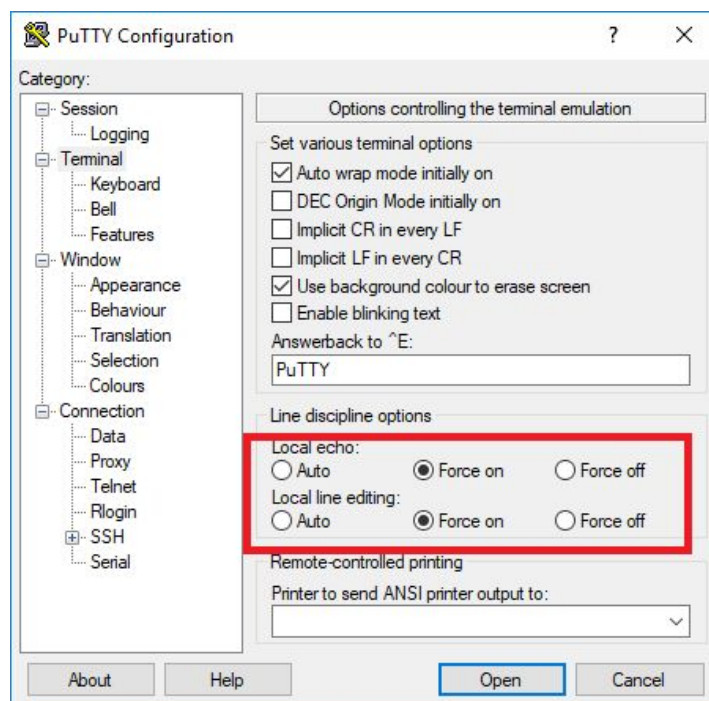 PuTTY Configuration
Category:
Session
Logging
Terminal
Keyboard
Bell
Features
Window
Appearance
Behaviour
Translation
Selection
Colours
Connection
Data
Proxy
Telnet
Rlogin
SSH
Serial
Options controlling the terminal emulation
Set various terminal options
Auto wrap mode initially on
DEC Origin Mode initially on
Implicit CR in every LF
Implicit LF in every CR
Use background colour to erase screen
Enable blinking text
Answerback to ^E:
PuTTY
Line discipline options
Local echo:
Auto Force on Force off
Local line editing:
Auto Force on Force off
Remote-controlled printing
Printer to send ANSI printer output to:
About Help Open Cancel